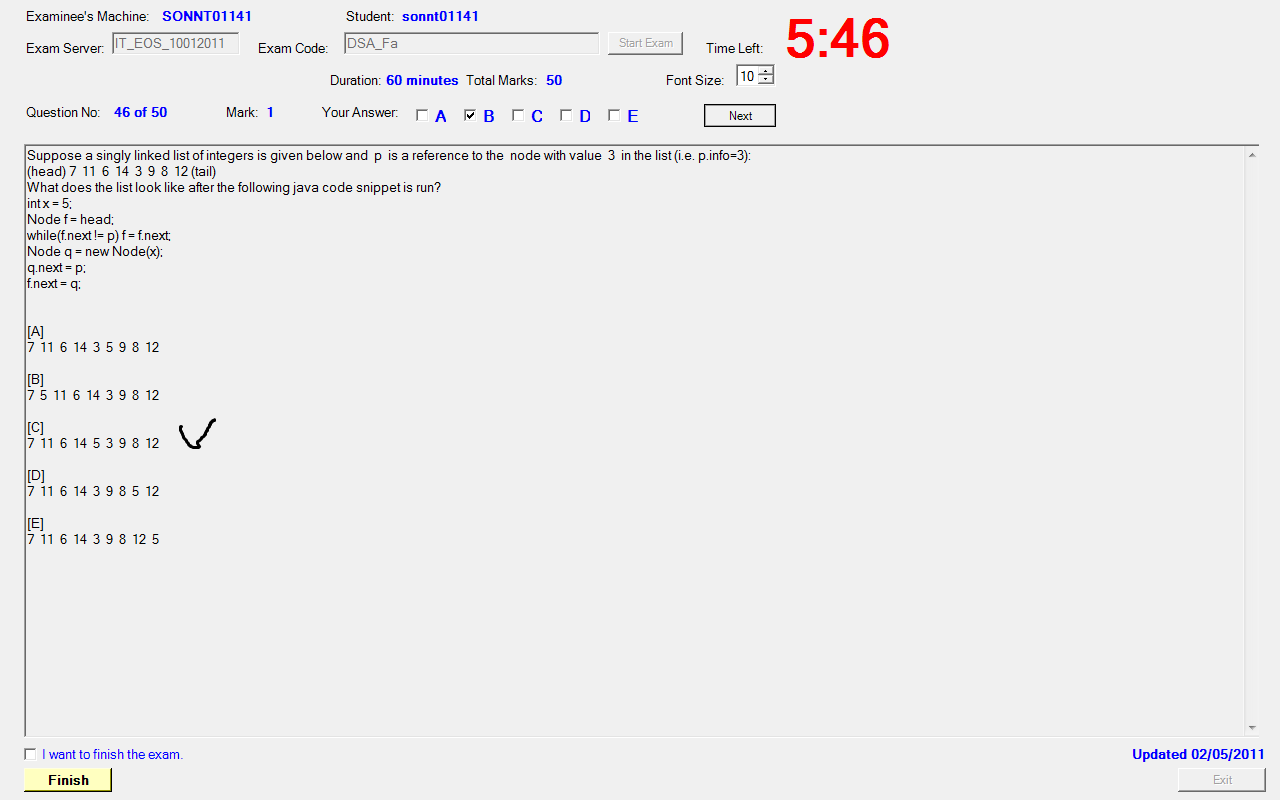 Examinee's Machine: SONNT01141 Student: sonnt01141
Exam Server: IT_EOS_10012011 Exam Code: DSA_Fa Start Exam Time Left: 5:46
Duration: 60 minutes Total Marks: 50 Font Size: 10
Question No: 46 of 50 Mark: 1 Your Answer: A B C D E Next
Suppose a singly linked list of integers is given below and p is a reference to the node with value 3 in the list (i.e. p.info=3):
(head) 7 11 6 14 3 9 8 12 (tail)
What does the list look like after the following java code snippet is run?
int x = 5;
Node f = head;
while(f.next != p) f = f.next;
Node q = new Node(x);
q.next = p;
f.next = q;
[A]
7 11 6 14 3 5 9 8 12
[B]
7 5 11 6 14 3 9 8 12
[C]
7 11 6 14 5 3 9 8 12
[D]
7 11 6 14 3 9 8 5 12
[E]
7 11 6 14 3 9 8 12 5
I want to finish the exam. Updated 02/05/2011
Finish Exit